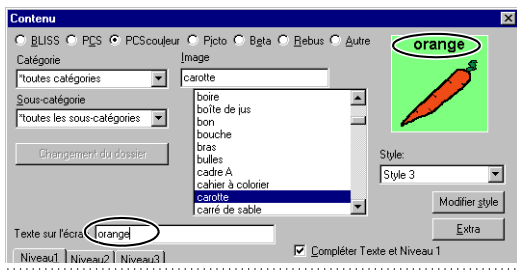 Contenu
BLISS PCS PCScouleur Picto Beta Rebus Autre
Catégorie
*toutes catégories
Sous-catégorie
*toutes les sous-catégories
Changement du dossier
Image
carotte
boire
boîte de jus
bon
bouche
bras
bulles
cadre A
cahier à colorier
carotte
carré de sable
orange
Style:
Style 3
Modifier style
Extra
Texte sur l'écra
orange
Compléter Texte et Niveau 1
Niveau1 Niveau2 Niveau3